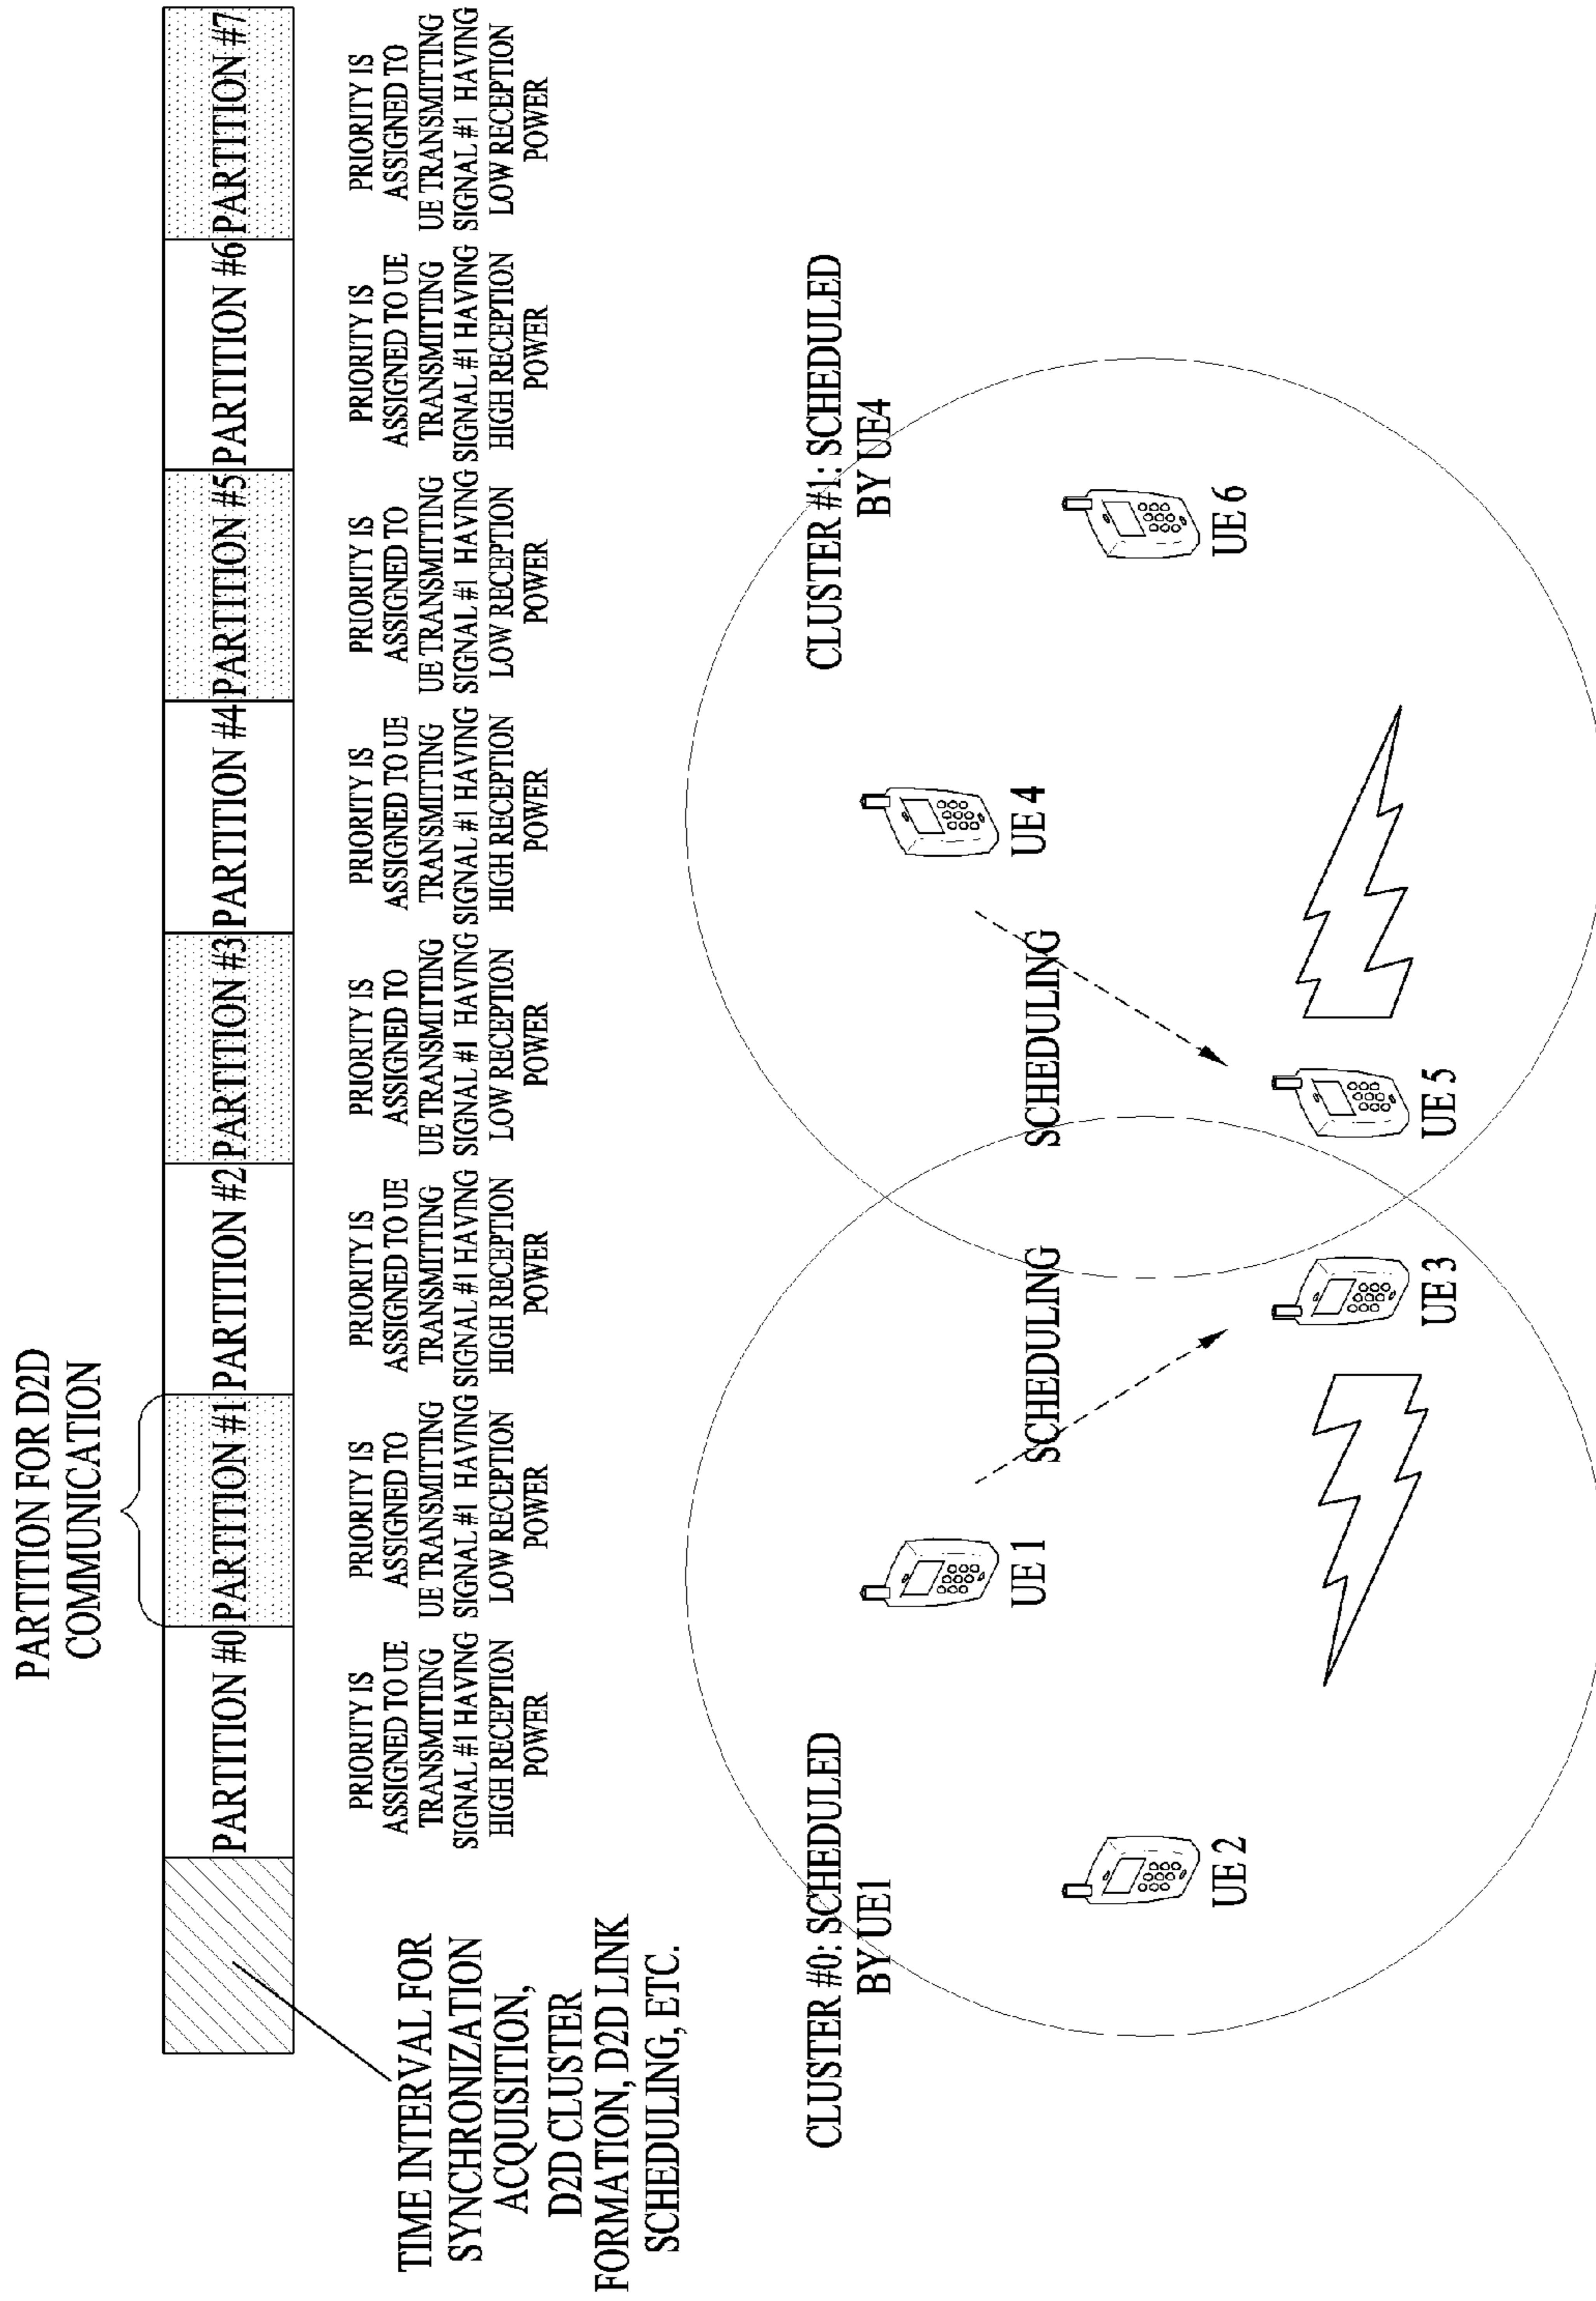 PARTITION FOR D2D
COMMUNICATION
PARTITION #0
PARTITION #1
PARTITION #2
PARTITION #3
PARTITION #4
PARTITION #5
PARTITION #6
PARTITION #7
TIME INTERVAL FOR
SYNCHRONIZATION
ACQUISITION,
D2D CLUSTER
FORMATION, D2D LINK
SCHEDULING, ETC.
PRIORITY IS
ASSIGNED TO UE
TRANSMITTING
SIGNAL #1 HAVING
HIGH RECEPTION
POWER
PRIORITY IS
ASSIGNED TO
UE TRANSMITTING
SIGNAL #1 HAVING
LOW RECEPTION
POWER
PRIORITY IS
ASSIGNED TO UE
TRANSMITTING
SIGNAL #1 HAVING
HIGH RECEPTION
POWER
PRIORITY IS
ASSIGNED TO
UE TRANSMITTING
SIGNAL #1 HAVING
LOW RECEPTION
POWER
PRIORITY IS
ASSIGNED TO UE
TRANSMITTING
SIGNAL #1 HAVING
HIGH RECEPTION
POWER
PRIORITY IS
ASSIGNED TO
UE TRANSMITTING
SIGNAL #1 HAVING
LOW RECEPTION
POWER
PRIORITY IS
ASSIGNED TO UE
TRANSMITTING
SIGNAL #1 HAVING
HIGH RECEPTION
POWER
PRIORITY IS
ASSIGNED TO
UE TRANSMITTING
SIGNAL #1 HAVING
LOW RECEPTION
POWER
CLUSTER #0: SCHEDULED
BY UE1
CLUSTER #1: SCHEDULED
BY UE4
UE 1
SCHEDULING
SCHEDULING
UE 4
UE 2
UE 6
UE 3
UE 5